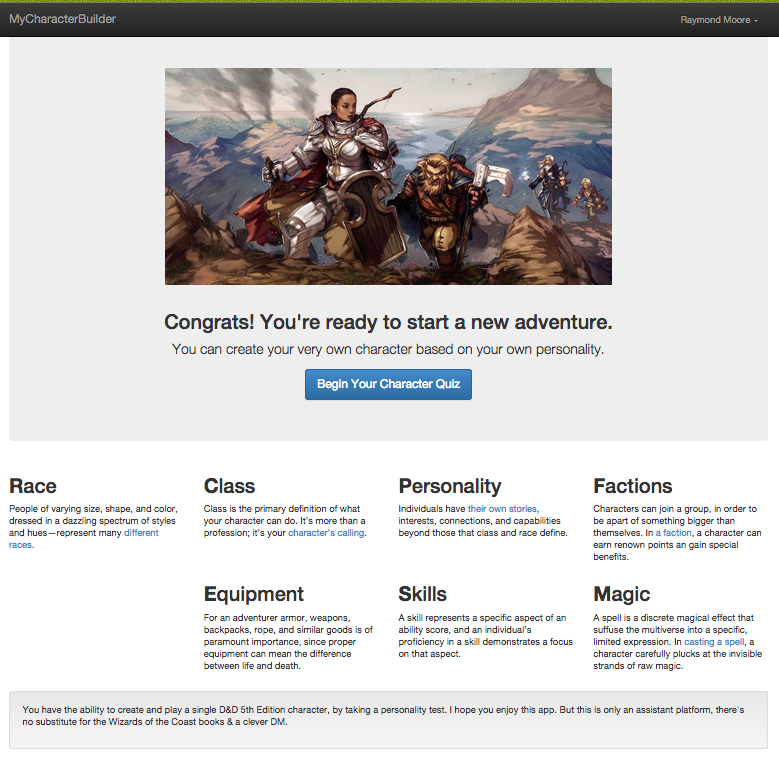 MyCharacterBuilder
Raymond Moore
Congrats! You're ready to start a new adventure.
You can create your very own character based on your own personality.
Begin Your Character Quiz
Race
People of varying size, shape, and color,
dressed in a dazzling spectrum of styles
and hues—represent many different
races.
Class
Class is the primary definition of what
your character can do. It's more than a
profession; it's your character's calling.
Personality
Individuals have their own stories,
interests, connections, and capabilities
beyond those that class and race define.
Factions
Characters can join a group, in order to
be apart of something bigger than
themselves. In a faction, a character can
earn renown points an gain special
benefits.
Equipment
For an adventurer armor, weapons,
backpacks, rope, and similar goods is of
paramount importance, since proper
equipment can mean the difference
between life and death.
Skills
A skill represents a specific aspect of an
ability score, and an individual's
proficiency in a skill demonstrates a focus
on that aspect.
Magic
A spell is a discrete magical effect that
suffuse the multiverse into a specific,
limited expression. In casting a spell, a
character carefully plucks at the invisible
strands of raw magic.
You have the ability to create and play a single D&D 5th Edition character, by taking a personality test. I hope you enjoy this app. But this is only an assistant platform, there's
no substitute for the Wizards of the Coast books & a clever DM.